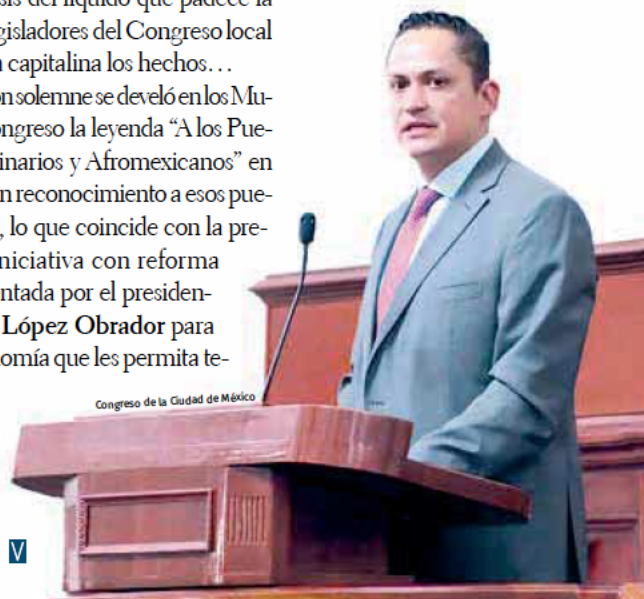 sis del líquido que padece la
gisladores del Congreso local
a capitalina los hechos…
ón solemne se develó en los Mu-
ongreso la leyenda “A los Pue-
inarios y Afromexicanos” en
n reconocimiento a esos pue-
, lo que coincide con la pre-
niciativa con reforma
ntada por el presiden-
López Obrador para
omía que les permita te-
Congreso de la Ciudad de México
V